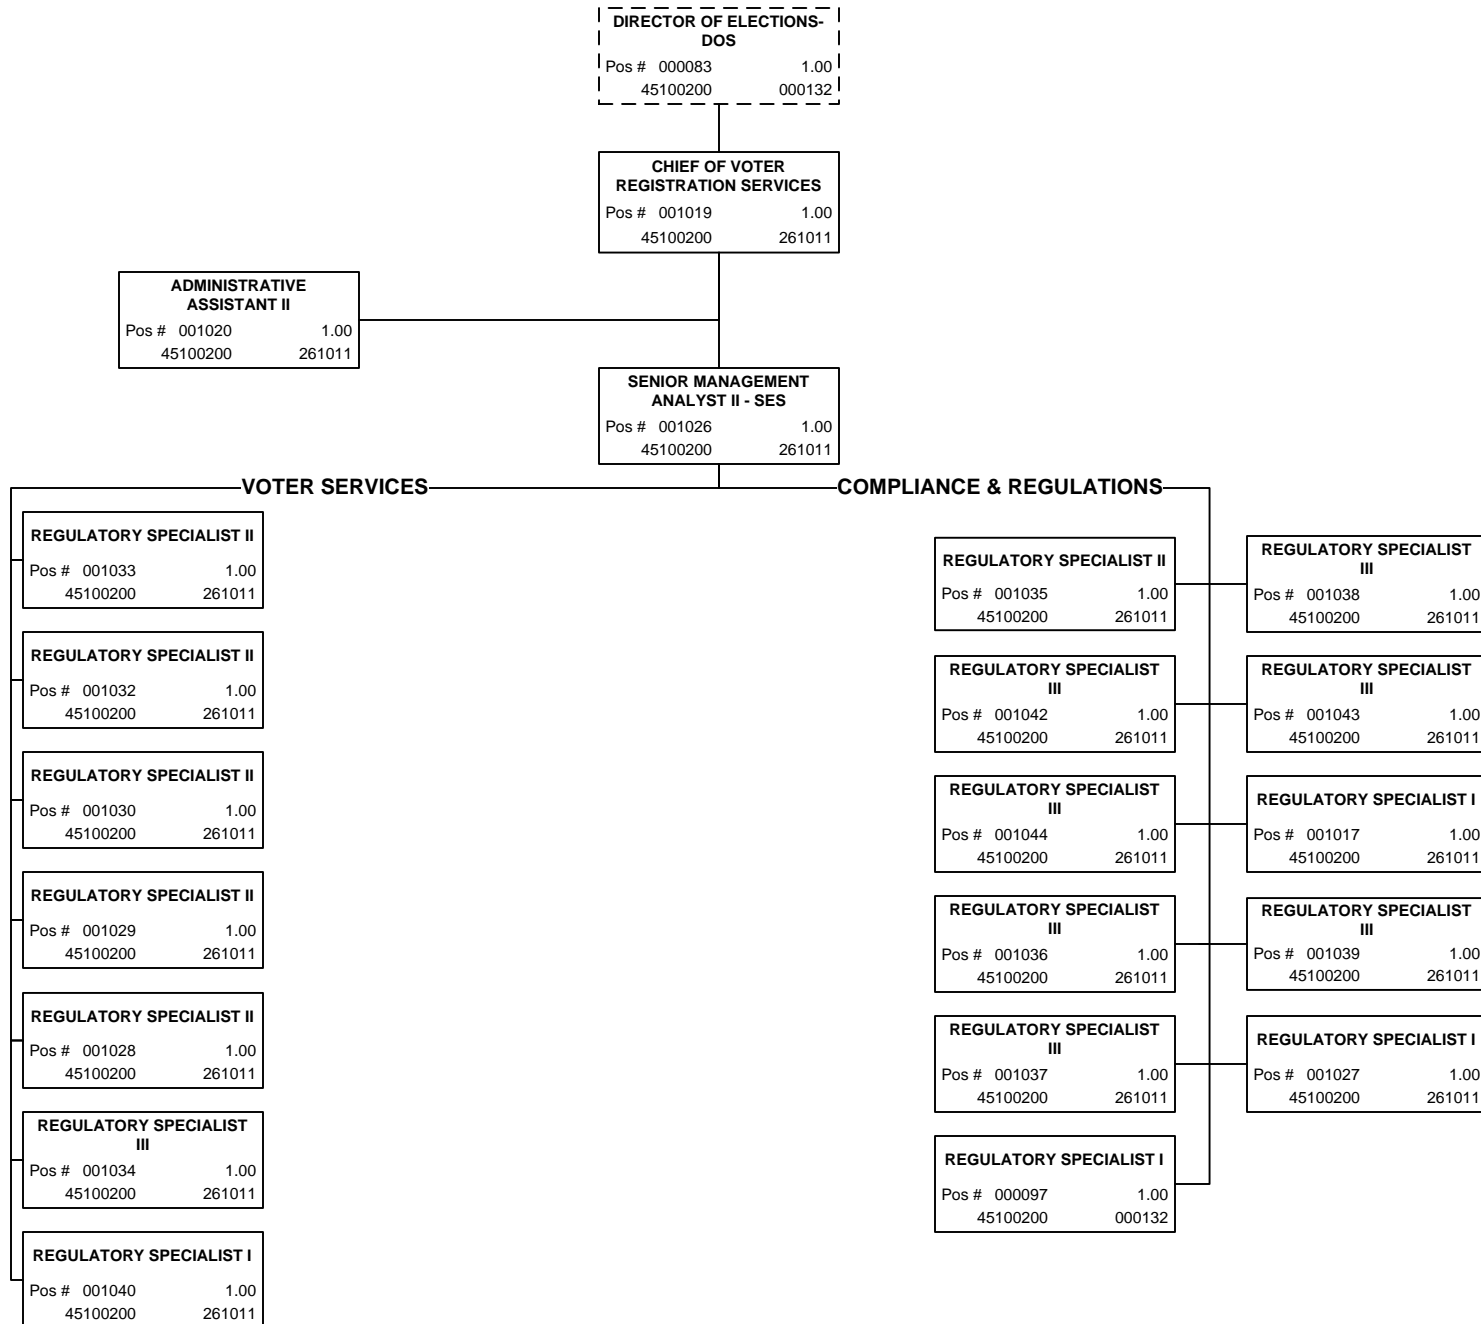 DIRECTOR OF ELECTIONS-
DOS
Pos # 000083 1.00
45100200 000132
CHIEF OF VOTER
REGISTRATION SERVICES
Pos # 001019 1.00
45100200 261011
ADMINISTRATIVE
ASSISTANT II
Pos # 001020 1.00
45100200 261011
SENIOR MANAGEMENT
ANALYST II - SES
Pos # 001026 1.00
45100200 261011
VOTER SERVICES
REGULATORY SPECIALIST II
Pos # 001033 1.00
45100200 261011
REGULATORY SPECIALIST II
Pos # 001032 1.00
45100200 261011
REGULATORY SPECIALIST II
Pos # 001030 1.00
45100200 261011
REGULATORY SPECIALIST II
Pos # 001029 1.00
45100200 261011
REGULATORY SPECIALIST II
Pos # 001028 1.00
45100200 261011
REGULATORY SPECIALIST
III
Pos # 001034 1.00
45100200 261011
REGULATORY SPECIALIST I
Pos # 001040 1.00
45100200 261011
COMPLIANCE & REGULATIONS
REGULATORY SPECIALIST II
Pos # 001035 1.00
45100200 261011
REGULATORY SPECIALIST
III
Pos # 001042 1.00
45100200 261011
REGULATORY SPECIALIST
III
Pos # 001044 1.00
45100200 261011
REGULATORY SPECIALIST
III
Pos # 001036 1.00
45100200 261011
REGULATORY SPECIALIST
III
Pos # 001037 1.00
45100200 261011
REGULATORY SPECIALIST I
Pos # 000097 1.00
45100200 000132
REGULATORY SPECIALIST
III
Pos # 001038 1.00
45100200 261011
REGULATORY SPECIALIST
III
Pos # 001043 1.00
45100200 261011
REGULATORY SPECIALIST I
Pos # 001017 1.00
45100200 261011
REGULATORY SPECIALIST
III
Pos # 001039 1.00
45100200 261011
REGULATORY SPECIALIST I
Pos # 001027 1.00
45100200 261011